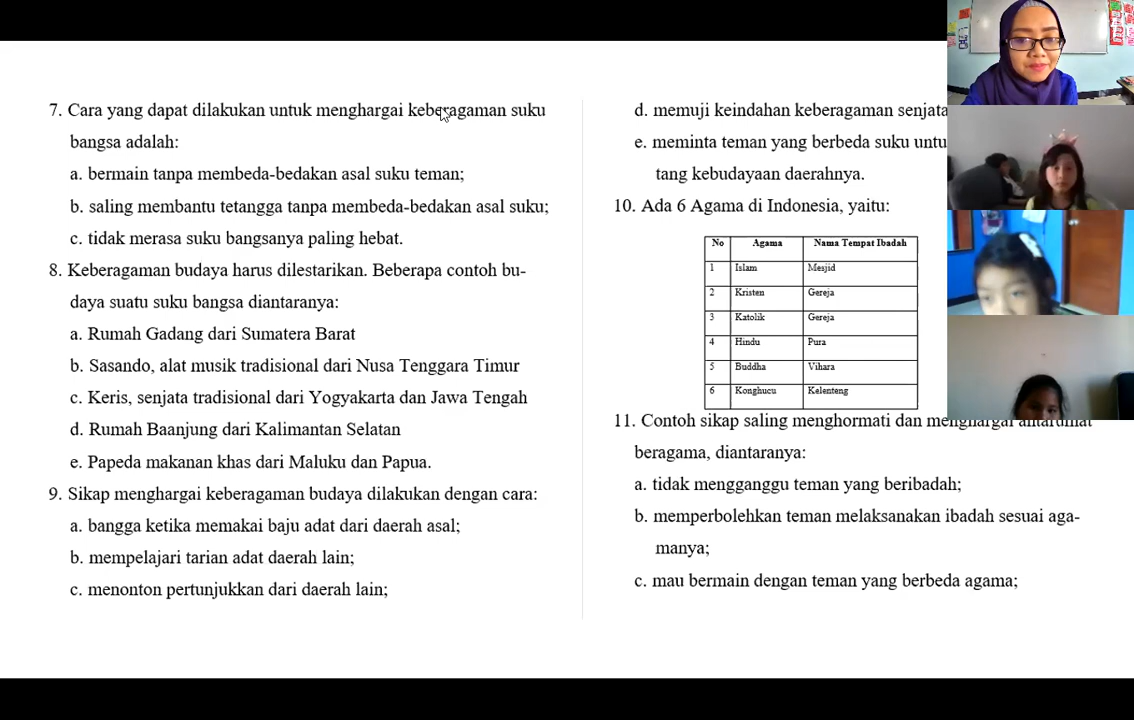 7. Cara yang dapat dilakukan untuk menghargai keberagaman suku
bangsa adalah:
a. bermain tanpa membeda-bedakan asal suku teman;
b. saling membantu tetangga tanpa membeda-bedakan asal suku;
c. tidak merasa suku bangsanya paling hebat.
8. Keberagaman budaya harus dilestarikan. Beberapa contoh bu-
daya suatu suku bangsa diantaranya:
a. Rumah Gadang dari Sumatera Barat
b. Sasando, alat musik tradisional dari Nusa Tenggara Timur
c. Keris, senjata tradisional dari Yogyakarta dan Jawa Tengah
d. Rumah Baanjung dari Kalimantan Selatan
e. Papeda makanan khas dari Maluku dan Papua.
9. Sikap menghargai keberagaman budaya dilakukan dengan cara:
a. bangga ketika memakai baju adat dari daerah asal;
b. mempelajari tarian adat daerah lain;
c. menonton pertunjukkan dari daerah lain;
d. memuji keindahan keberagaman senjata
e. meminta teman yang berbeda suku untu
tang kebudayaan daerahnya.
10. Ada 6 Agama di Indonesia, yaitu:
No Agama Nama Tempat Ibadah
1 Islam Mesjid
2 Kristen Gereja
3 Katolik Gereja
4 Hindu Pura
5 Buddha Vihara
6 Konghucu Kelenteng
11. Contoh sikap saling menghormati dan menghargai antarumat
beragama, diantaranya:
a. tidak mengganggu teman yang beribadah;
b. memperbolehkan teman melaksanakan ibadah sesuai aga-
manya;
c. mau bermain dengan teman yang berbeda agama;